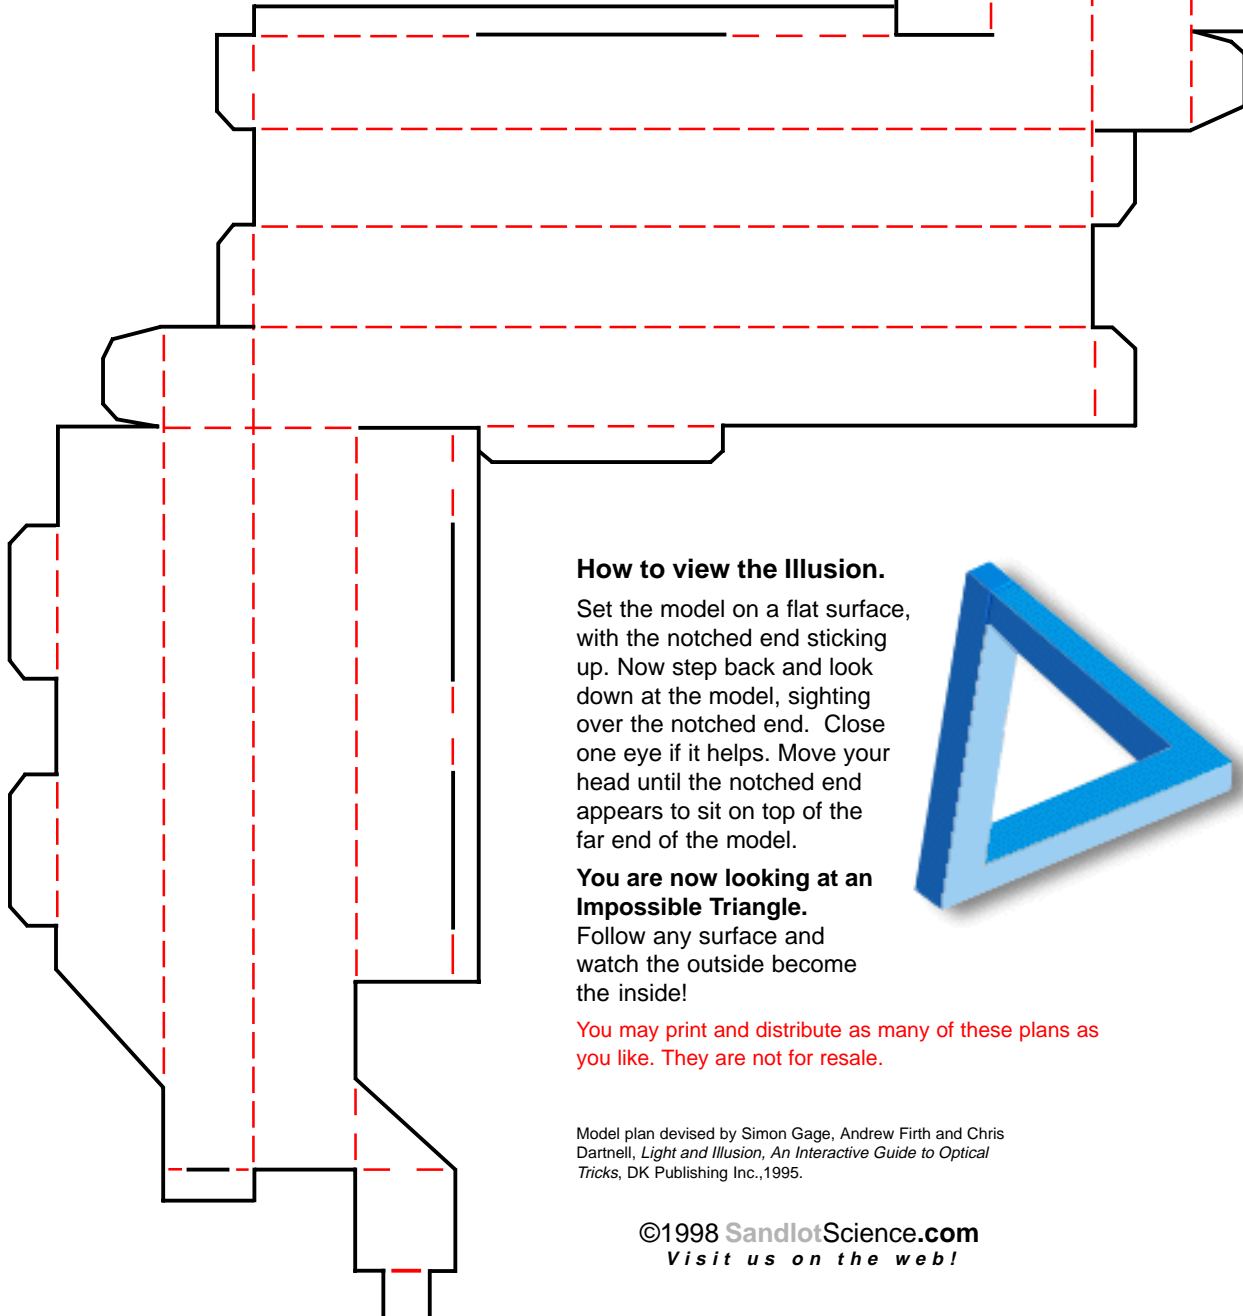 How to view the Illusion.
Set the model on a flat surface,
with the notched end sticking
up. Now step back and look
down at the model, sighting
over the notched end. Close
one eye if it helps. Move your
head until the notched end
appears to sit on top of the
far end of the model.
You are now looking at an
Impossible Triangle.
Follow any surface and
watch the outside become
the inside!
You may print and distribute as many of these plans as
you like. They are not for resale.
Model plan devised by Simon Gage, Andrew Firth and Chris
Dartnell, Light and Illusion, An Interactive Guide to Optical
Tricks, DK Publishing Inc.,1995.
©1998 SandlotScience.com
Visit us on the web!